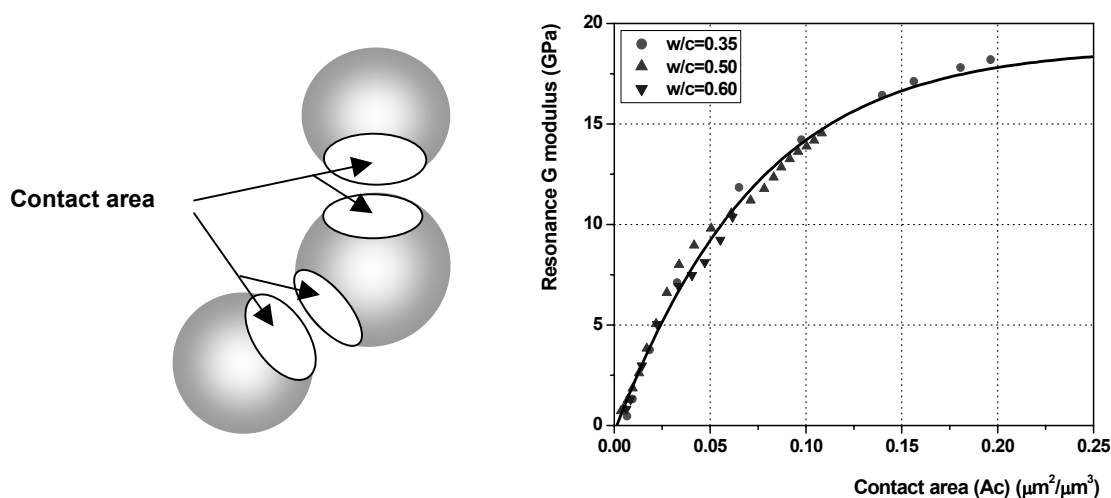 Contact area
Resonance G modulus (GPa)
20
15
10
5
0
w/c=0.35
w/c=0.50
w/c=0.60
0.00
0.05
0.10
0.15
0.20
0.25
Contact area (Ac) (μm²/μm³)